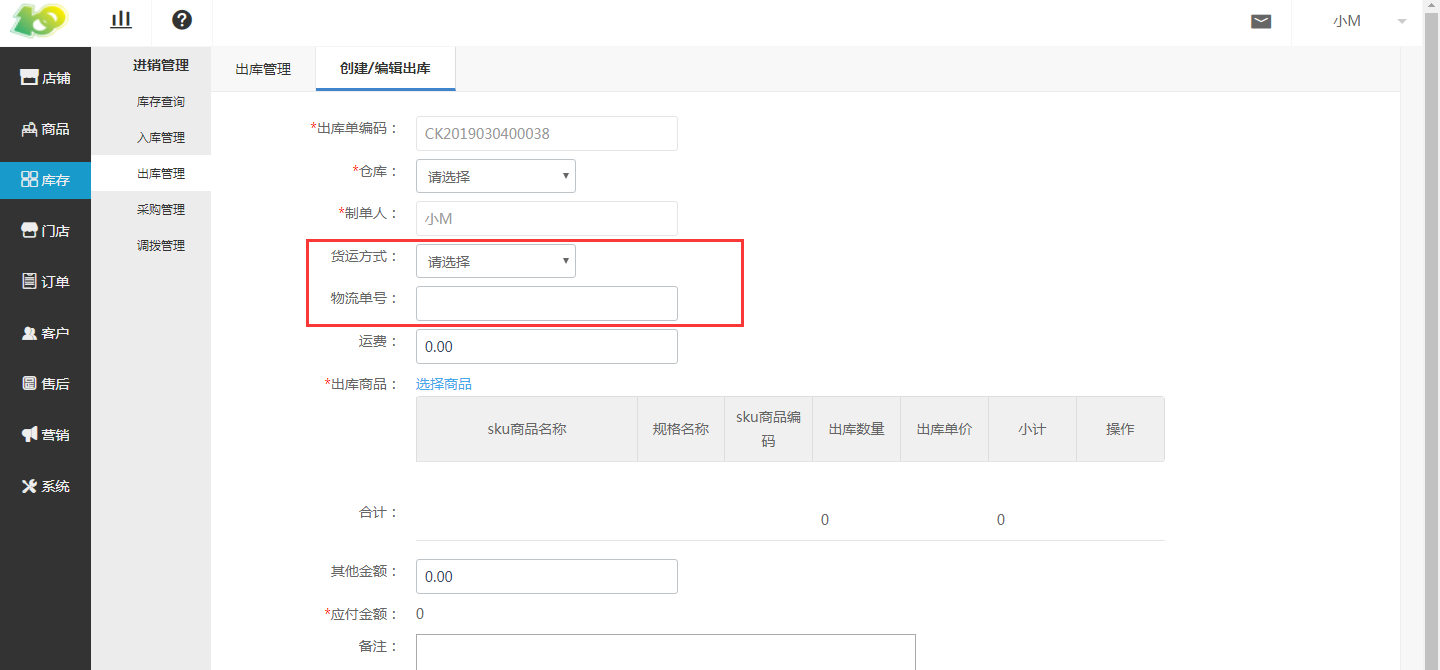 小M
店铺
商品
库存
门店
订单
客户
售后
营销
系统
进销管理
库存查询
入库管理
出库管理
采购管理
调拨管理
出库管理
创建/编辑出库
*出库单编码：
CK2019030400038
*仓库：
请选择
*制单人：
小M
货运方式：
请选择
物流单号：
运费：
0.00
*出库商品：
选择商品
sku商品名称
规格名称
sku商品编
码
出库数量
出库单价
小计
操作
合计：
0
0
其他金额：
0.00
*应付金额：
0
备注：